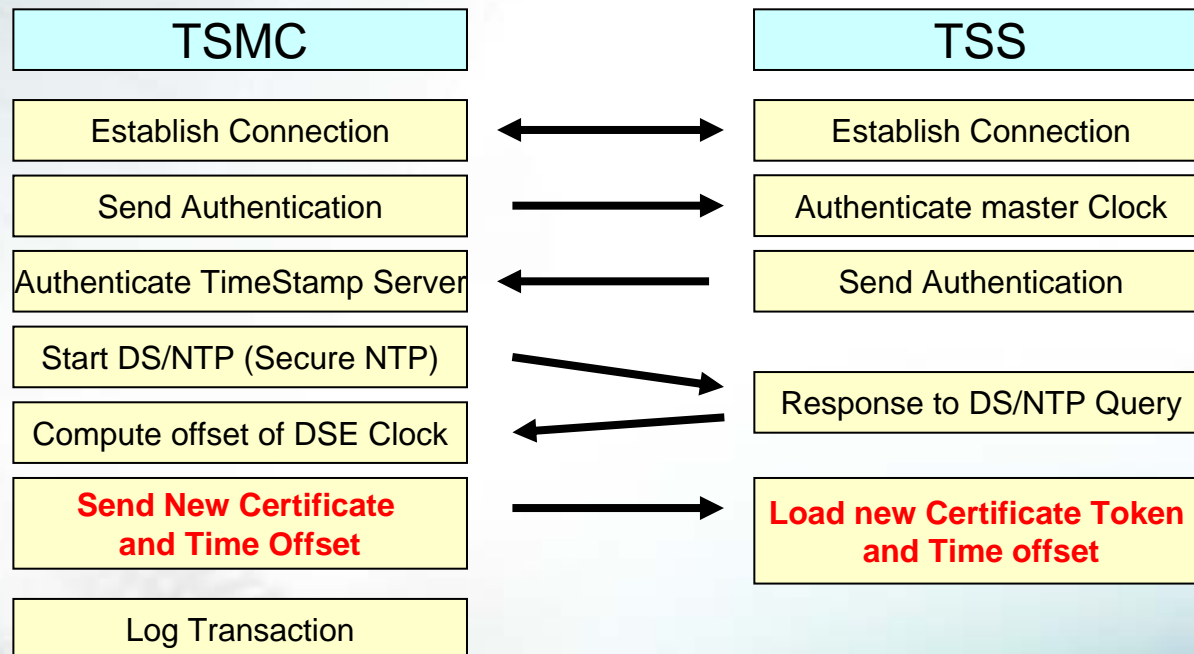 TSMC
TSS
Establish Connection
Establish Connection
Send Authentication
Authenticate master Clock
Authenticate TimeStamp Server
Send Authentication
Start DS/NTP (Secure NTP)
Response to DS/NTP Query
Compute offset of DSE Clock
Send New Certificate
and Time Offset
Load new Certificate Token
and Time offset
Log Transaction